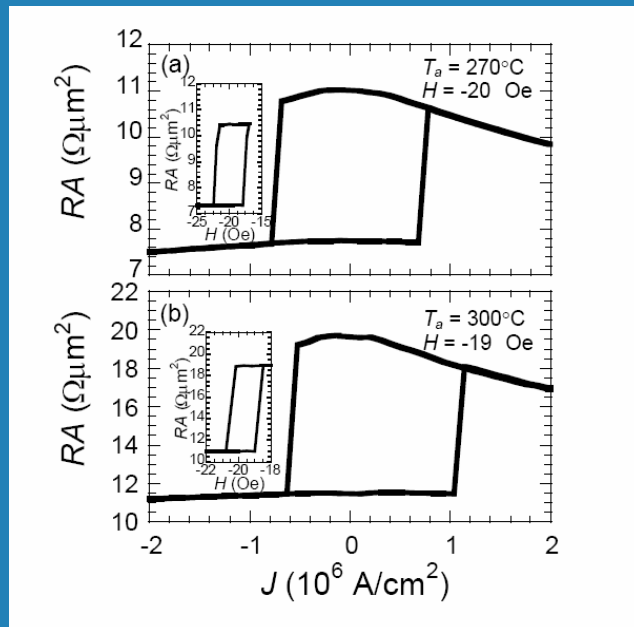 12
11
10
9
8
7
RA (Ωμm²)
(a)
Tₐ = 270°C
H = -20 Oe
12
11
10
9
8
7
RA (Ωμm²)
-25 -20 -15
H (Oe)
22
20
18
16
14
12
10
RA (Ωμm²)
(b)
Tₐ = 300°C
H = -19 Oe
22
20
18
16
14
12
10
RA (Ωμm²)
-22 -20 -18
H (Oe)
-2 -1 0 1 2
J (10⁶ A/cm²)